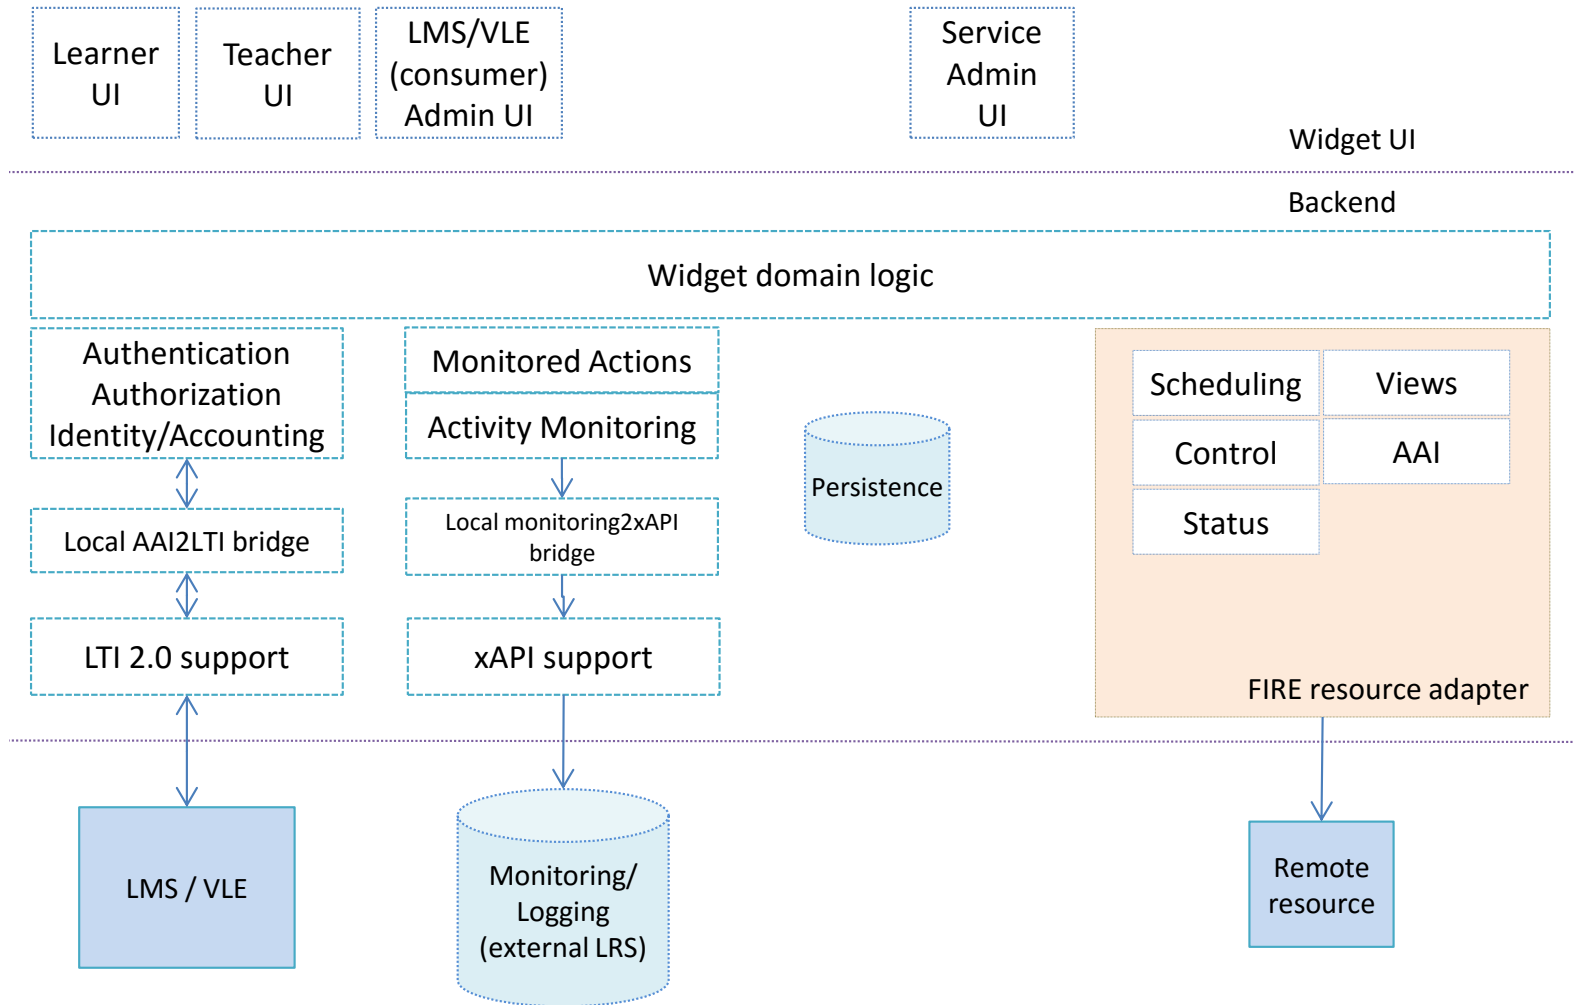 Learner
UI
Teacher
UI
LMS/VLE
(consumer)
Admin UI
Service
Admin
UI
Widget UI
Backend
Widget domain logic
Authentication
Authorization
Identity/Accounting
Monitored Actions
Activity Monitoring
Persistence
Scheduling
Views
Control
AAI
Status
Local AAI2LTI bridge
Local monitoring2xAPI
bridge
LTI 2.0 support
xAPI support
FIRE resource adapter
LMS / VLE
Monitoring/
Logging
(external LRS)
Remote
resource